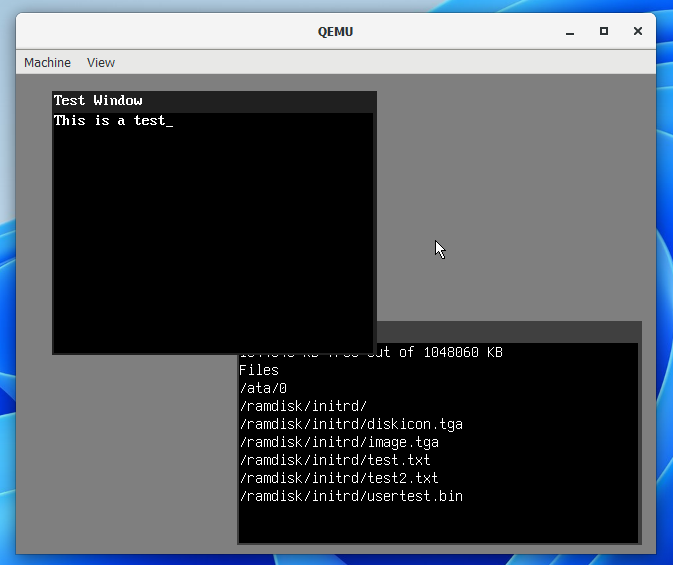 QEMU
Machine View
Test Window
This is a test_
KB free out of 1048060 KB
Files
/ata/0
/ramdisk/initrd/
/ramdisk/initrd/diskicon.tga
/ramdisk/initrd/image.tga
/ramdisk/initrd/test.txt
/ramdisk/initrd/test2.txt
/ramdisk/initrd/usertest.bin